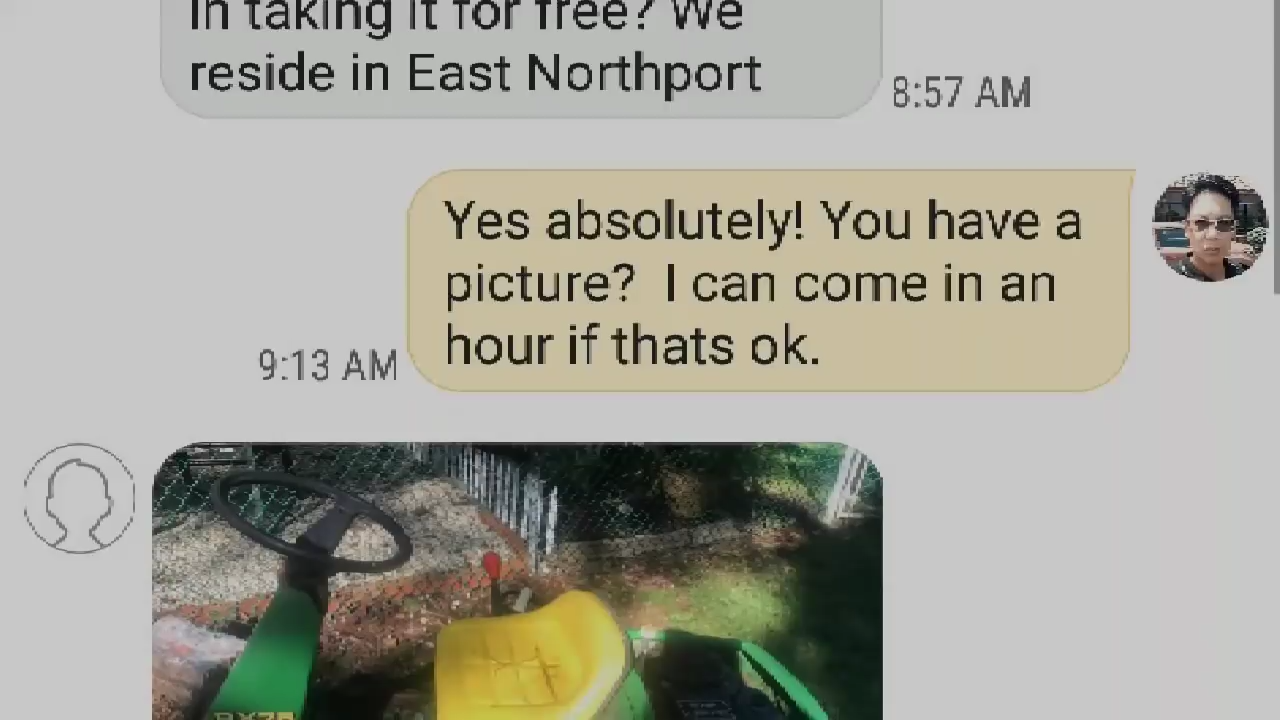 in taking it for free? We
reside in East Northport
8:57 AM
Yes absolutely! You have a
picture?  I can come in an
hour if thats ok.
9:13 AM